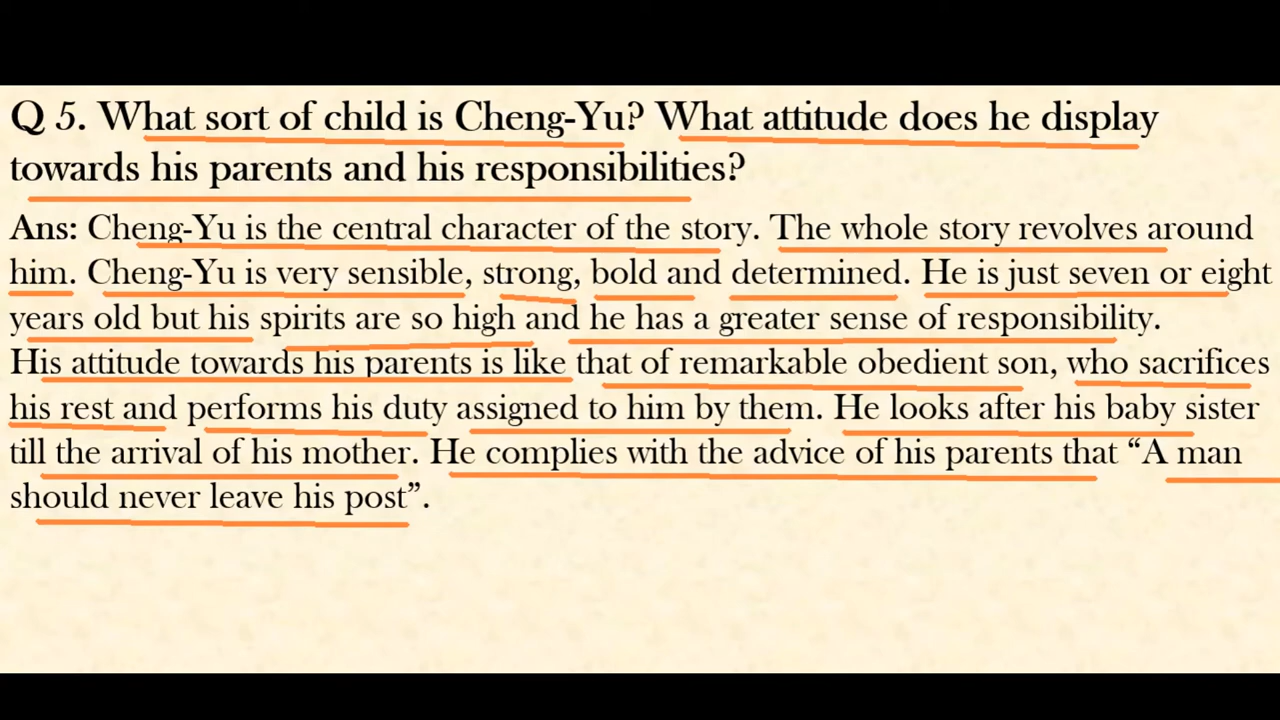 Q 5. What sort of child is Cheng-Yu? What attitude does he display
towards his parents and his responsibilities?
Ans: Cheng-Yu is the central character of the story. The whole story revolves around
him. Cheng-Yu is very sensible, strong, bold and determined. He is just seven or eight
years old but his spirits are so high and he has a greater sense of responsibility.
His attitude towards his parents is like that of remarkable obedient son, who sacrifices
his rest and performs his duty assigned to him by them. He looks after his baby sister
till the arrival of his mother. He complies with the advice of his parents that “A man
should never leave his post”.